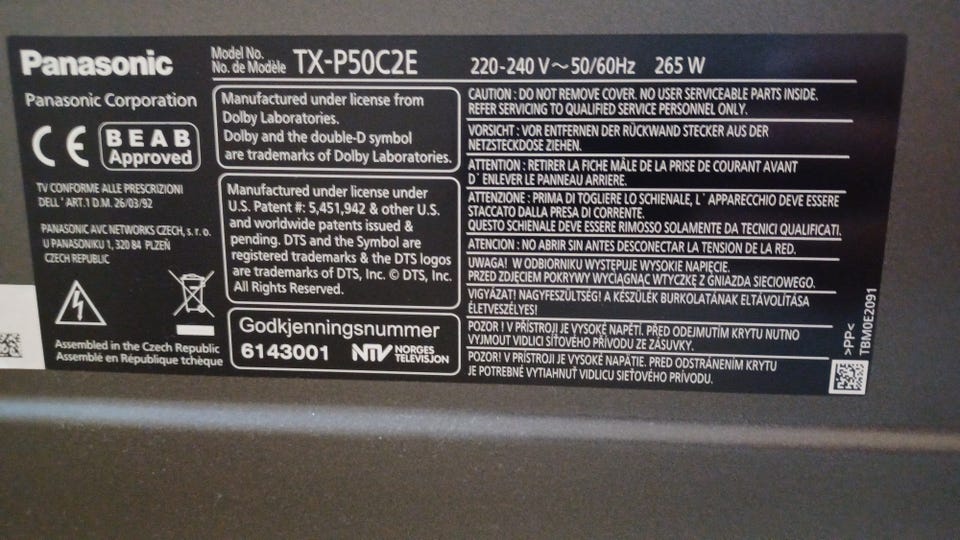 Panasonic
Model No.
No. de Modèle TX-P50C2E
220-240 V～50/60Hz 265 W
Panasonic Corporation
CE
BEAB
Approved
TV CONFORME ALLE PRESCRIZIONI
DELL 'ART.1 D.M. 26/03/92
PANASONIC AVC NETWORKS CZECH, s. r. o.
U PANASONIKU 1, 320 84 PLZEŇ
CZECH REPUBLIC
Assembled in the Czech Republic
Assemblé en République tchèque
Manufactured under license from
Dolby Laboratories.
Dolby and the double-D symbol
are trademarks of Dolby Laboratories.
Manufactured under license under
U.S. Patent #: 5,451,942 & other U.S.
and worldwide patents issued &
pending. DTS and the Symbol are
registered trademarks & the DTS logos
are trademarks of DTS, Inc. © DTS, Inc.
All Rights Reserved.
Godkjenningsnummer
6143001 NTV NORGES
TELEVISJON
CAUTION : DO NOT REMOVE COVER. NO USER SERVICEABLE PARTS INSIDE.
REFER SERVICING TO QUALIFIED SERVICE PERSONNEL ONLY.
VORSICHT : VOR ENTFERNEN DER RÜCKWAND STECKER AUS DER
NETZSTECKDOSE ZIEHEN.
ATTENTION : RETIRER LA FICHE MÂLE DE LA PRISE DE COURANT AVANT
D' ENLEVER LE PANNEAU ARRIERE.
ATTENZIONE : PRIMA DI TOGLIERE LO SCHIENALE, L' APPARECCHIO DEVE ESSERE
STACCATO DALLA PRESA DI CORRENTE.
QUESTO SCHIENALE DEVE ESSERE RIMOSSO SOLAMENTE DA TECNICI QUALIFICATI.
ATENCION : NO ABRIR SIN ANTES DESCONECTAR LA TENSION DE LA RED.
UWAGA! W ODBIORNIKU WYSTĘPUJE WYSOKIE NAPIĘCIE.
PRZED ZDJĘCIEM POKRYWY WYCIĄGNĄĆ WTYCZKĘ Z GNIAZDA SIECIOWEGO.
VIGYÁZAT! NAGYFESZÜLTSÉG! A KÉSZÜLÉK BURKOLATÁNAK ELTÁVOLÍTÁSA
ÉLETVESZÉLYES!
POZOR ! V PŘÍSTROJI JE VYSOKÉ NAPĚTÍ. PŘED ODEJMUTÍM KRYTU NUTNO
VYJMOUT VIDLICI SÍŤOVÉHO PŘÍVODU ZE ZÁSUVKY.
POZOR! V PRÍSTROJI JE VYSOKÉ NAPÄTIE. PRED ODSTRÁNENÍM KRYTU
JE POTREBNÉ VYTIAHNUŤ VIDLICU SIEŤOVÉHO PRÍVODU.
>PP<
TBM0E2091